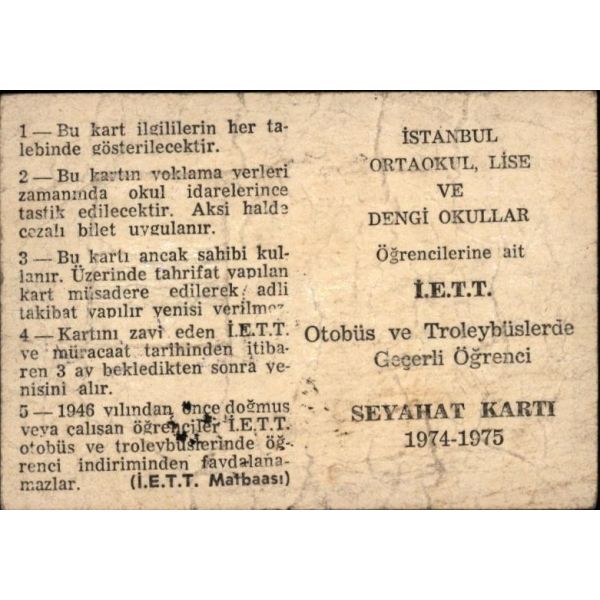 1 — Bu kart ilgililerin her ta-
lebinde gösterilecektir.
2 — Bu kartın yoklama yerleri
zamanında okul idarelerince
tastik edilecektir. Aksi halde
cezalı bilet uygulanır.
3 — Bu kartı ancak sahibi kul-
lanır. Üzerinde tahrifat yapılan
kart müsadere edilerek adli
takibat yapılır yenisi verilmez
4 — Kartını zayi eden İ.E.T.T.
ye müracaat tarihinden itiba-
ren 3 ay bekledikten sonra ye-
nisini alır.
5 — 1946 yılından önce doğmuş
veya çalışan öğrenciler İ.E.T.T.
otobüs ve troleybüslerinde öğ-
renci indiriminden faydalana-
mazlar. (İ.E.T.T. Matbaası)
İSTANBUL
ORTAOKUL, LİSE
VE
DENGİ OKULLAR
Öğrencilerine ait
İ.E.T.T.
Otobüs ve Troleybüslerde
Geçerli Öğrenci
SEYAHAT KARTI
1974-1975